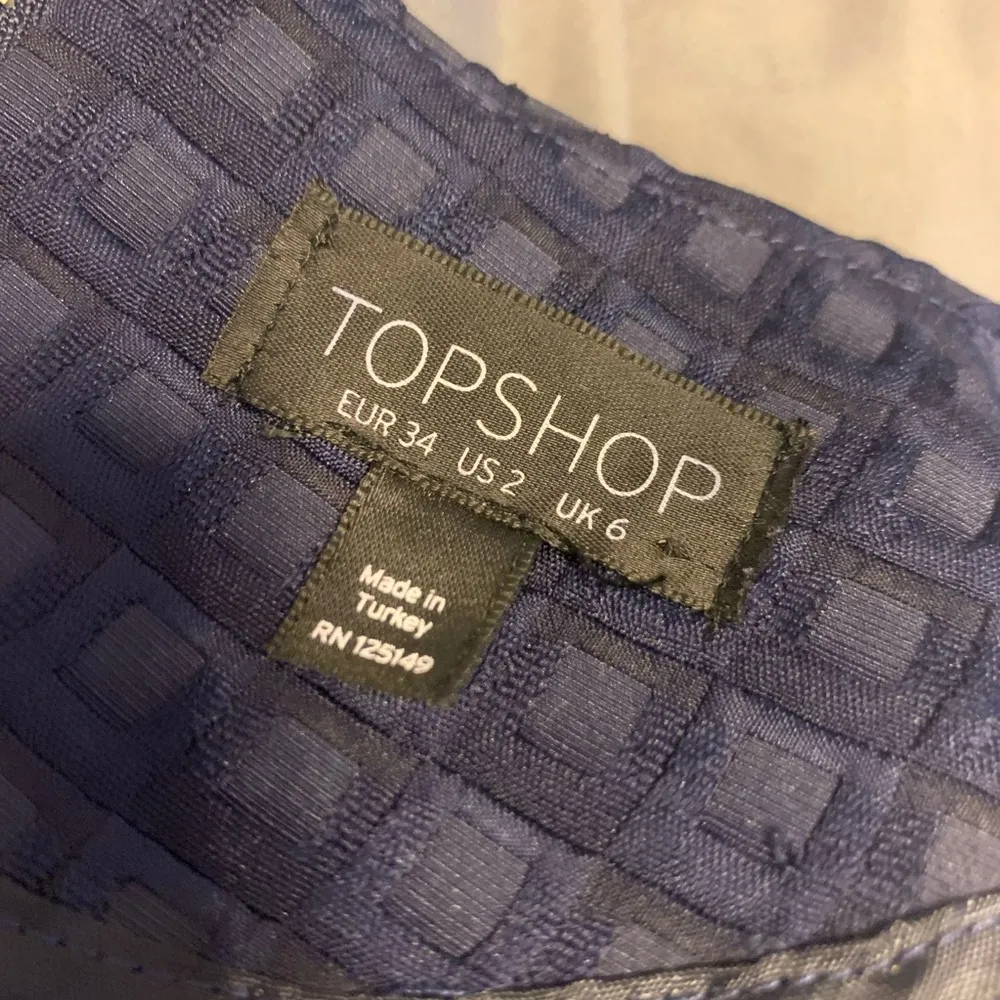 TOPSHOP
EUR 34 US 2 UK 6
Made in
Turkey
RN 125149